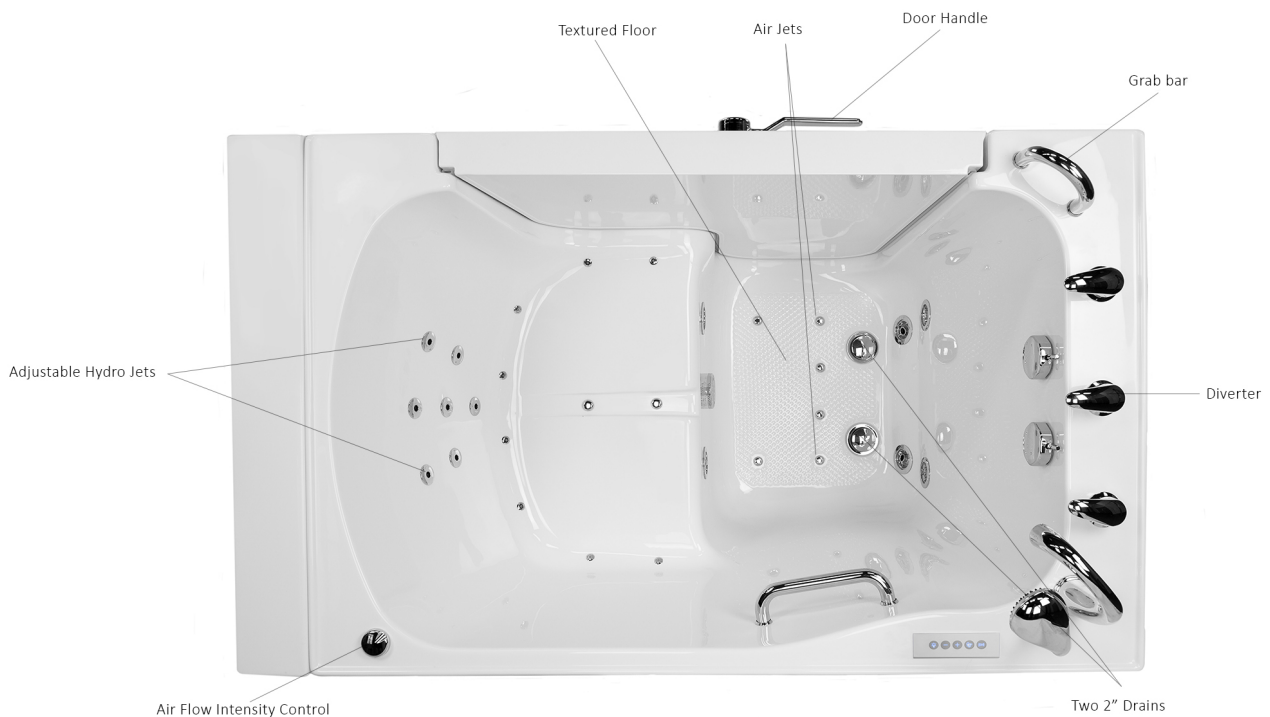 Door Handle
Textured Floor
Air Jets
Grab bar
Adjustable Hydro Jets
Diverter
Air Flow Intensity Control
Two 2” Drains